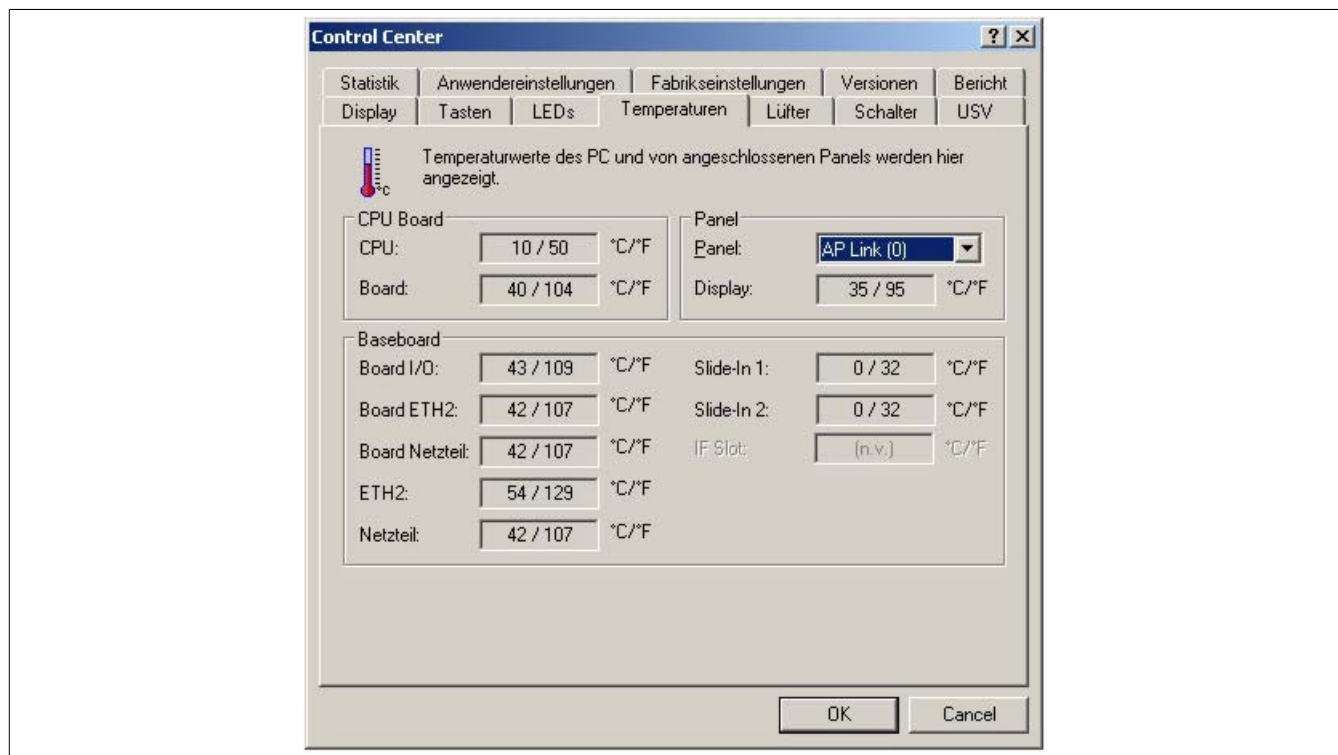 Control Center
Statistik Anwendereinstellungen Fabrikseinstellungen Versionen Bericht
Display Tasten LEDs Temperaturen Lüfter Schalter USV
°C
Temperaturwerte des PC und von angeschlossenen Panels werden hier
angezeigt.
CPU Board
CPU: 10 / 50 °C/°F
Board: 40 / 104 °C/°F
Panel
Panel: AP Link (0)
Display: 35 / 95 °C/°F
Baseboard
Board I/O: 43 / 109 °C/°F Slide-In 1: 0 / 32 °C/°F
Board ETH2: 42 / 107 °C/°F Slide-In 2: 0 / 32 °C/°F
Board Netzteil: 42 / 107 °C/°F IF Slot: (n.v.) °C/°F
ETH2: 54 / 129 °C/°F
Netzteil: 42 / 107 °C/°F
OK Cancel